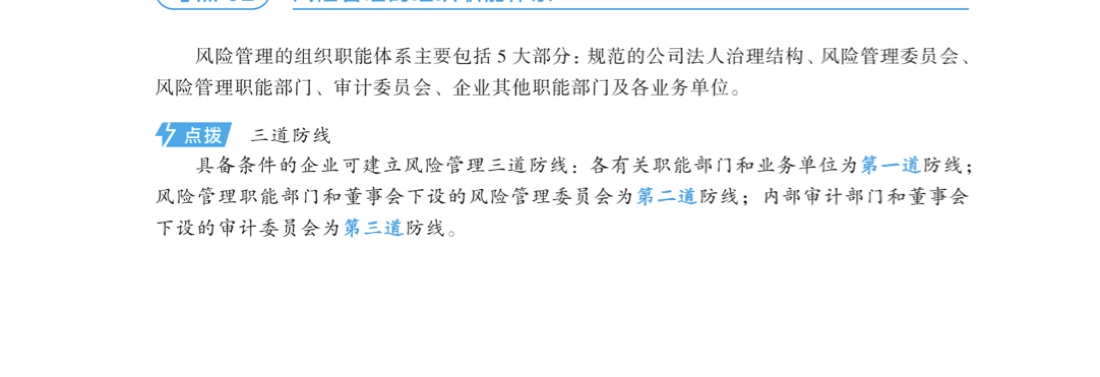 风险管理的组织职能体系主要包括 5 大部分：规范的公司法人治理结构、风险管理委员会、
风险管理职能部门、审计委员会、企业其他职能部门及各业务单位。
点拨 三道防线
具备条件的企业可建立风险管理三道防线：各有关职能部门和业务单位为第一道防线；
风险管理职能部门和董事会下设的风险管理委员会为第二道防线；内部审计部门和董事会
下设的审计委员会为第三道防线。